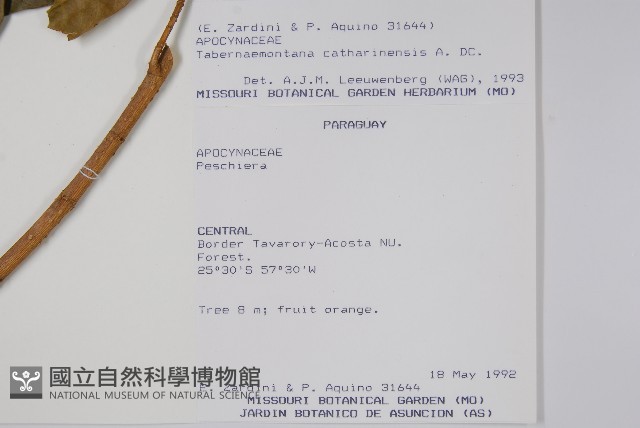 (E. Zardini & P. Aquino 31644)
APOCYNACEAE
Tabernaemontana catharinensis A. DC.
Det. A.J.M. Leeuwenberg (WAG), 1993
MISSOURI BOTANICAL GARDEN HERBARIUM (MO)
PARAGUAY
APOCYNACEAE
Peschiera
CENTRAL
Border Tavarory-Acosta NU.
Forest.
25°30'S 57°30'W
Tree 8 m; fruit orange.
18 May 1992
E. Zardini & P. Aquino 31644
MISSOURI BOTANICAL GARDEN (MO)
JARDIN BOTANICO DE ASUNCION (AS)
國立自然科學博物館
NATIONAL MUSEUM OF NATURAL SCIENCE